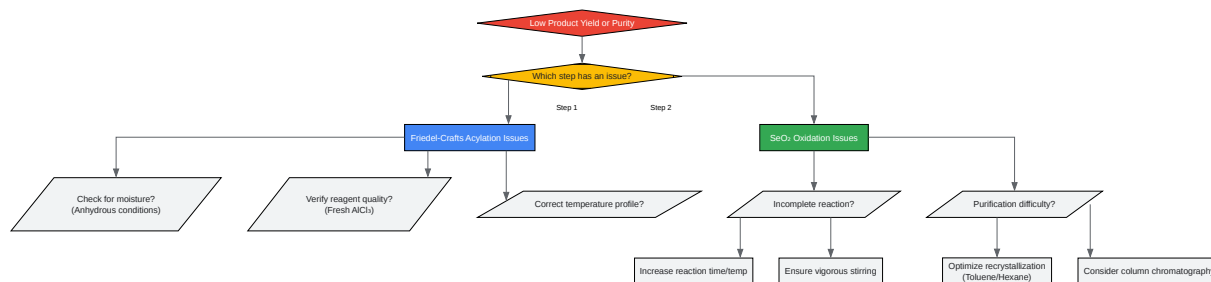 Low Product Yield or Purity
Which step has an issue?
Step 1
Step 2
Friedel-Crafts Acylation Issues
SeO₂ Oxidation Issues
Check for moisture?
(Anhydrous conditions)
Verify reagent quality?
(Fresh AlCl₃)
Correct temperature profile?
Incomplete reaction?
Purification difficulty?
Increase reaction time/temp
Ensure vigorous stirring
Optimize recrystallization
(Toluene/Hexane)
Consider column chromatography